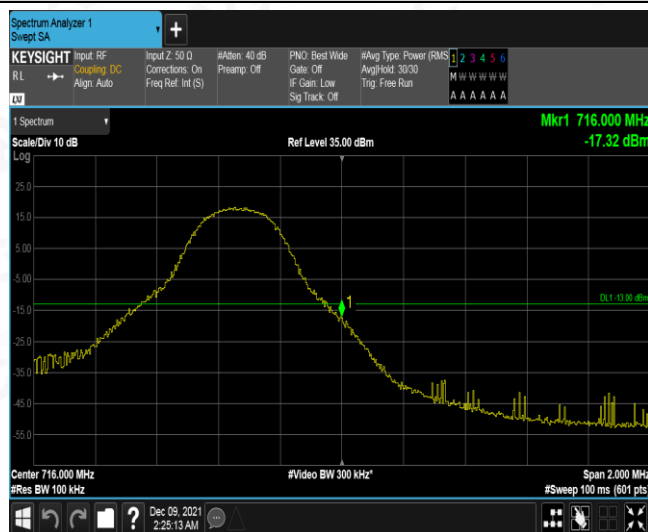 Spectrum Analyzer 1
Swept SA
+
KEYSIGHT
RL
LXI
Input: RF
Coupling: DC
Align: Auto
Input Z: 50 Ω
Corrections: On
Freq Ref: Int (S)
#Atten: 40 dB
Preamp: Off
PNO: Best Wide
Gate: Off
IF Gain: Low
Sig Track: Off
#Avg Type: Power (RMS
Avg|Hold: 30/30
Trig: Free Run
1 2 3 4 5 6
M W W W W W
A A A A A A
1 Spectrum
Scale/Div 10 dB
Ref Level 35.00 dBm
Mkr1 716.000 MHz
-17.32 dBm
Log
25.0
15.0
5.00
-5.00
DL1 -13.00 dBm
1
-15.0
-25.0
-35.0
-45.0
-55.0
Center 716.000 MHz
#Video BW 300 kHz*
Span 2.000 MHz
#Res BW 100 kHz
#Sweep 100 ms (601 pts)
?
Dec 09, 2021
2:25:13 AM